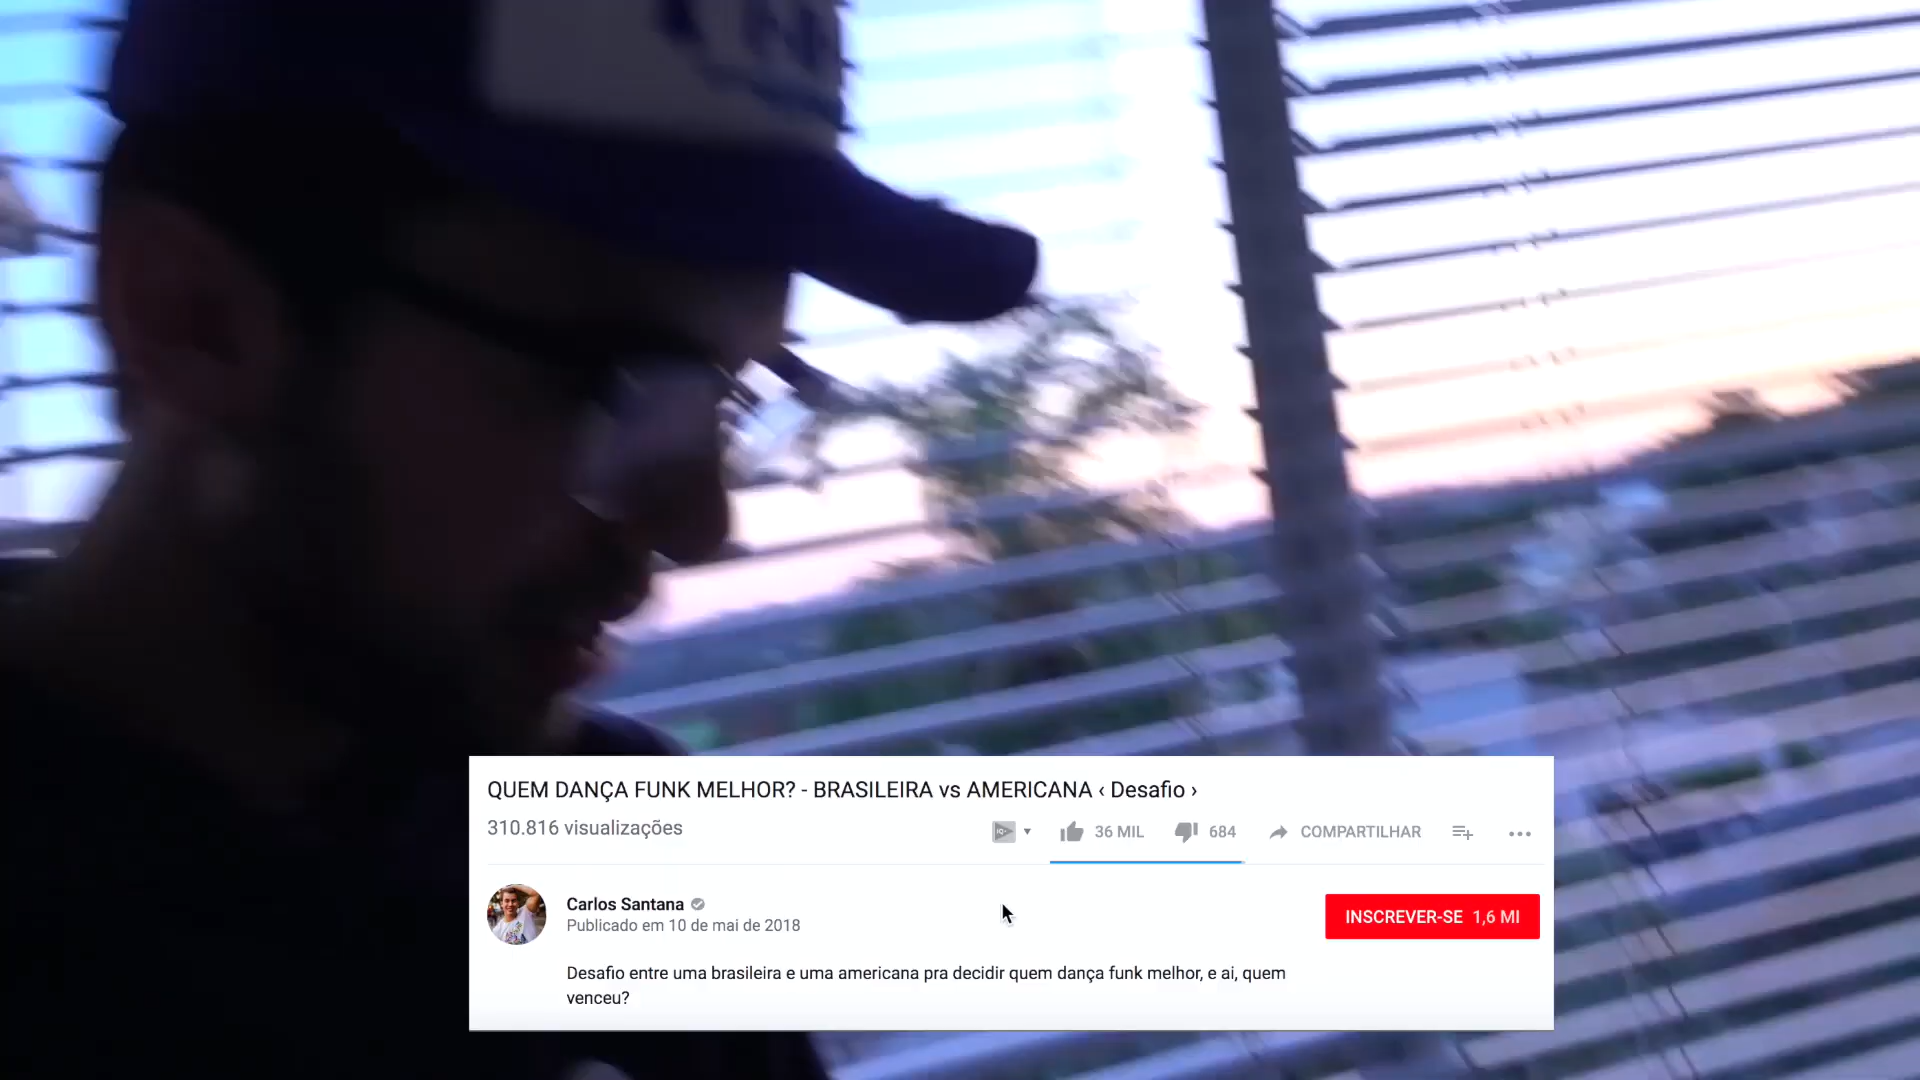 QUEM DANÇA FUNK MELHOR? - BRASILEIRA vs AMERICANA ‹ Desafio ›
310.816 visualizações
36 MIL 684 COMPARTILHAR
Carlos Santana
Publicado em 10 de mai de 2018
INSCREVER-SE 1,6 MI
Desafio entre uma brasileira e uma americana pra decidir quem dança funk melhor, e ai, quem
venceu?